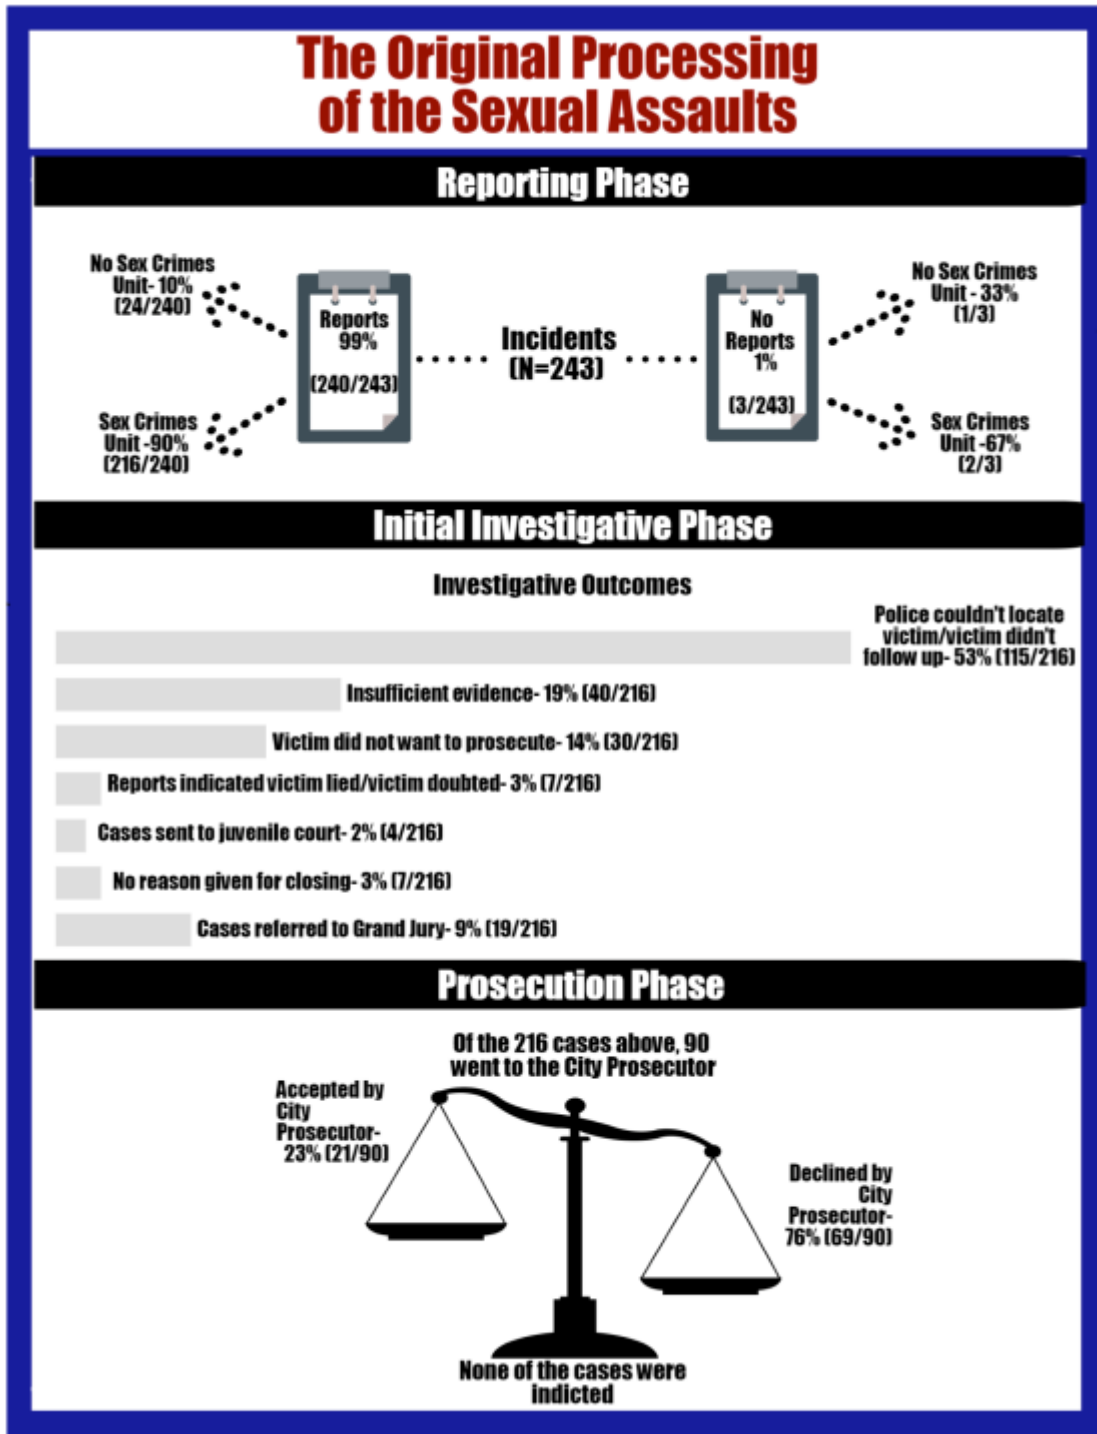 The Original Processing
of the Sexual Assaults
Reporting Phase
No Sex Crimes
Unit- 10%
(24/240)
Sex Crimes
Unit -90%
(216/240)
Reports
99%
(240/243)
Incidents
(N=243)
No
Reports
1%
(3/243)
No Sex Crimes
Unit - 33%
(1/3)
Sex Crimes
Unit -67%
(2/3)
Initial Investigative Phase
Investigative Outcomes
Police couldn't locate
victim/victim didn't
follow up- 53% (115/216)
Insufficient evidence- 19% (40/216)
Victim did not want to prosecute- 14% (30/216)
Reports indicated victim lied/victim doubted- 3% (7/216)
Cases sent to juvenile court- 2% (4/216)
No reason given for closing- 3% (7/216)
Cases referred to Grand Jury- 9% (19/216)
Prosecution Phase
Of the 216 cases above, 90
went to the City Prosecutor
Accepted by
City
Prosecutor-
23% (21/90)
Declined by
City
Prosecutor-
76% (69/90)
None of the cases were
indicted